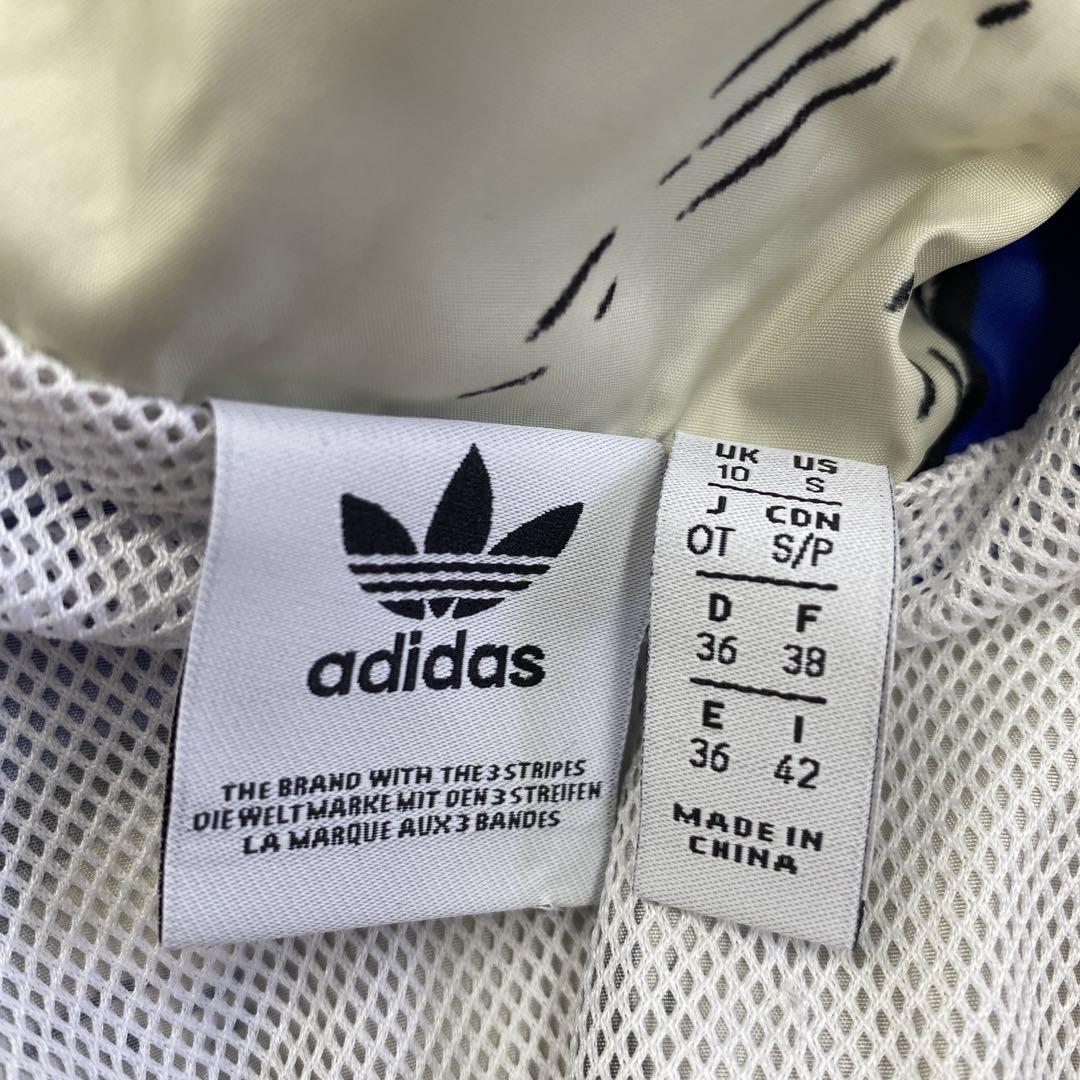 adidas
THE BRAND WITH THE 3 STRIPES
DIE WELTMARKE MIT DEN 3 STREIFEN
LA MARQUE AUX 3 BANDES
UK US
10 S
J CDN
OT S/P
D F
36 38
E I
36 42
MADE IN
CHINA